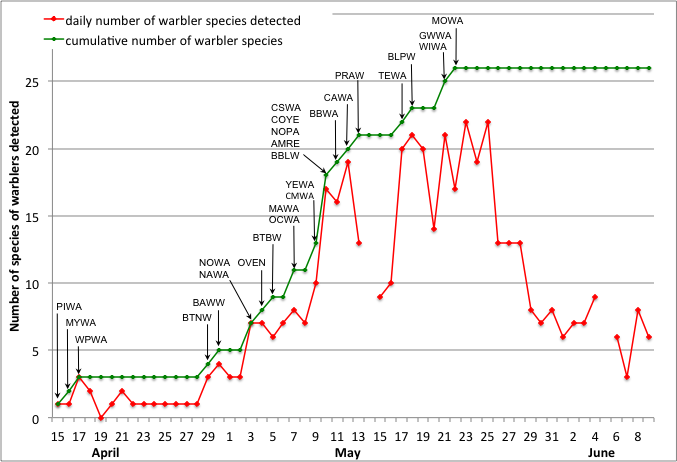 daily number of warbler species detected
cumulative number of warbler species
MOWA
GWWA
WIWA
BLPW
PRAW
TEWA
25
CAWA
CSWA
COYE
NOPA
AMRE
BBLW
BBWA
20
YEWA
CMWA
15
MAWA
OCWA
BTBW
NOWA
NAWA
OVEN
10
PIWA
BAWW
MYWA
BTNW
WPWA
5
0
Number of species of warblers detected
15 17 19 21 23 25 27 29 1 3 5 7 9 11 13 15 17 19 21 23 25 27 29 31 2 4 6 8
April May June